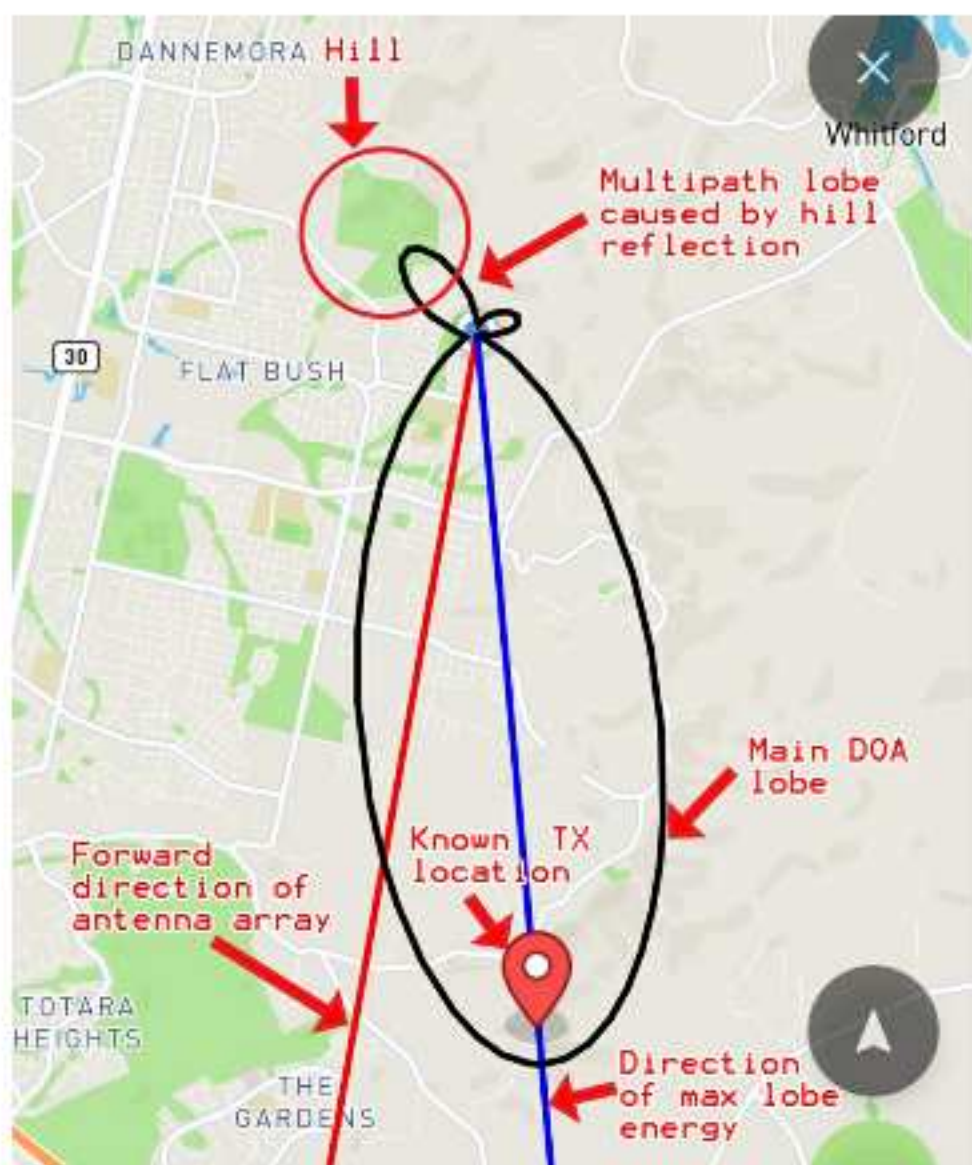 DANNEMORA Hill
Whitford
Multipath lobe
caused by hill
reflection
30
FLAT BUSH
Main DOA
lobe
Known TX
location
Forward
direction of
antenna array
TOTARA
HEIGHTS
THE
GARDENS
Direction
of max lobe
energy